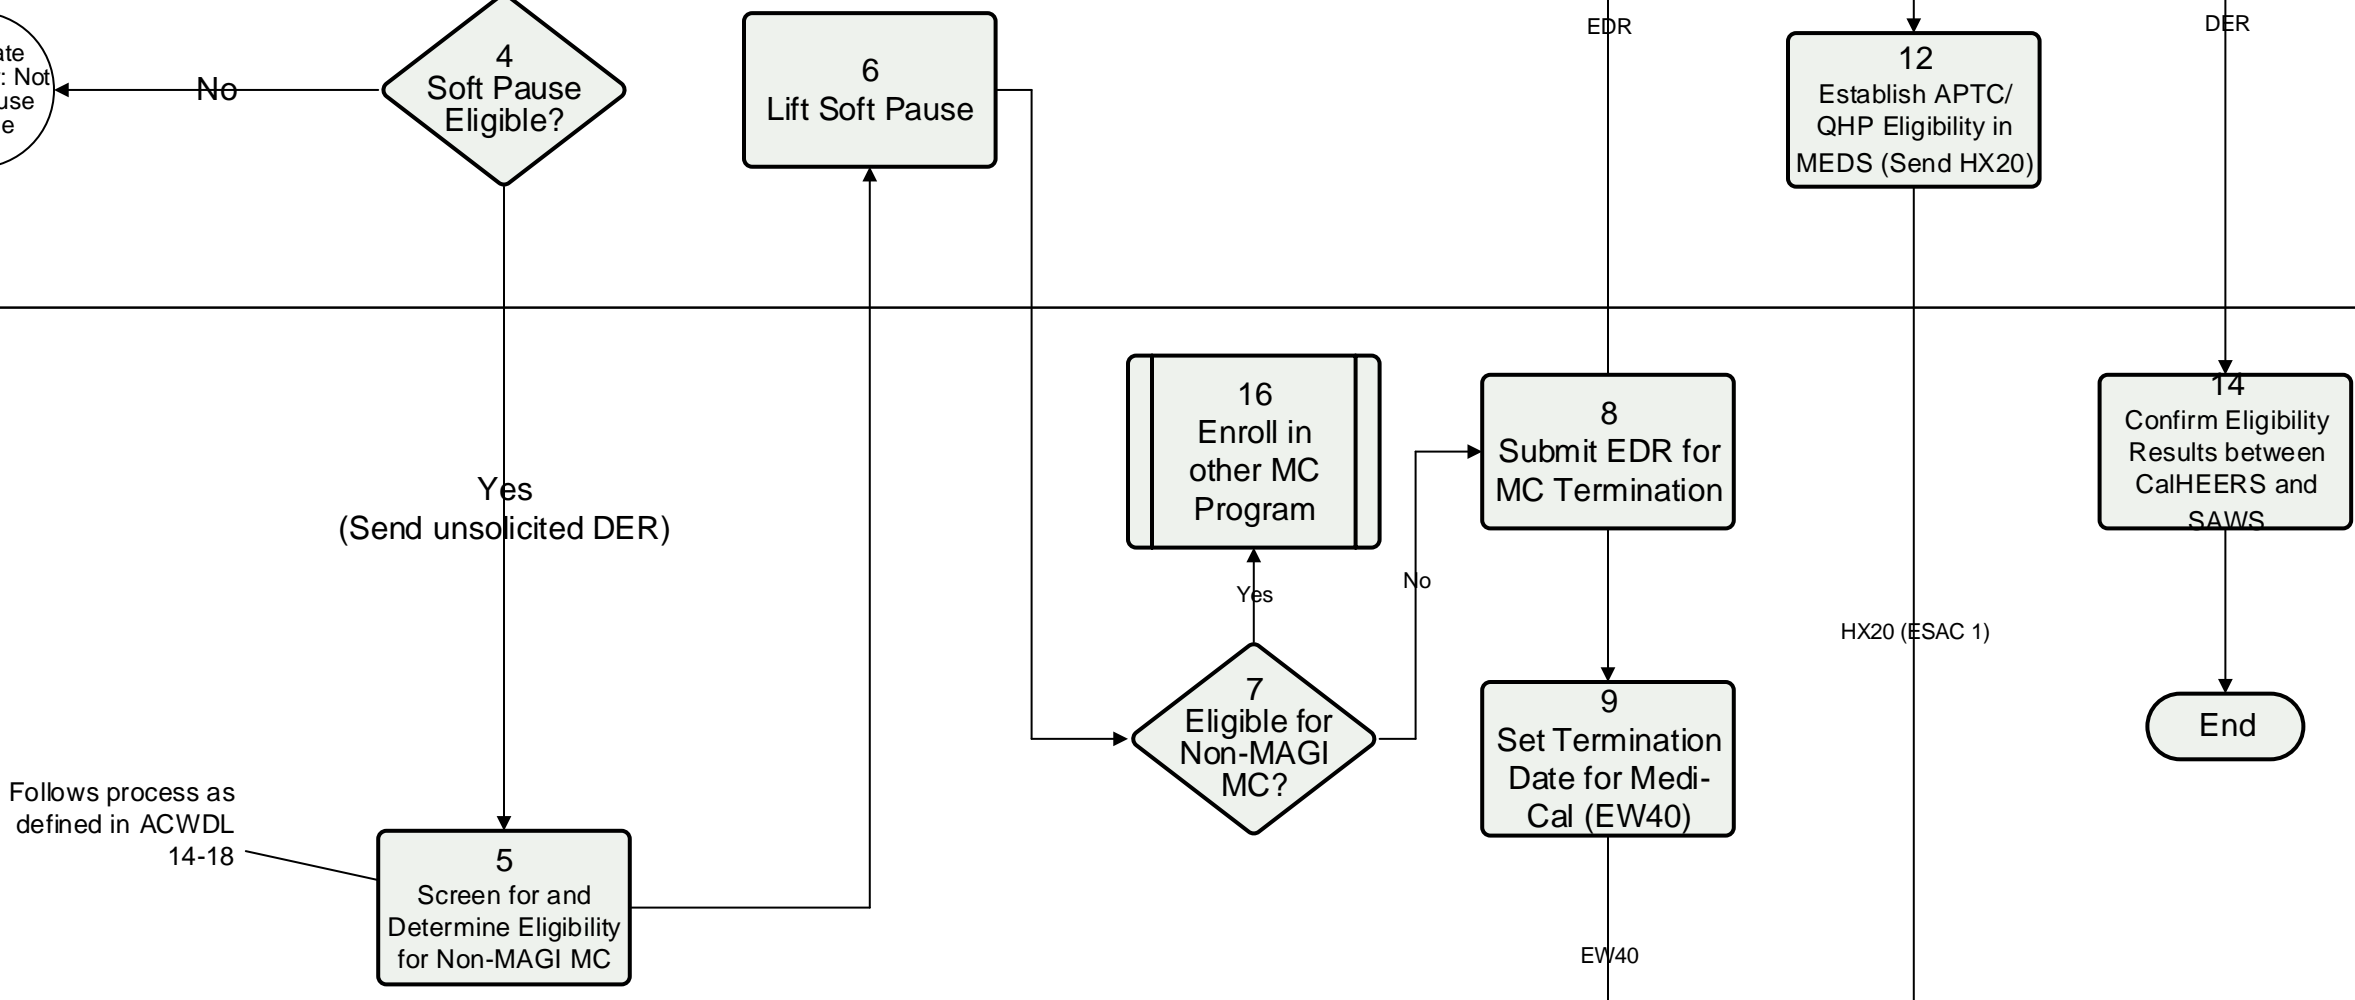 ate
: Not
use
e
No
4
Soft Pause
Eligible?
6
Lift Soft Pause
EDR
12
Establish APTC/
QHP Eligibility in
MEDS (Send HX20)
DER
Yes
(Send unsolicited DER)
16
Enroll in
other MC
Program
8
Submit EDR for
MC Termination
14
Confirm Eligibility
Results between
CalHEERS and
SAWS
Yes
No
HX20 (ESAC 1)
7
Eligible for
Non-MAGI
MC?
9
Set Termination
Date for Medi-
Cal (EW40)
End
Follows process as
defined in ACWDL
14-18
5
Screen for and
Determine Eligibility
for Non-MAGI MC
EW40